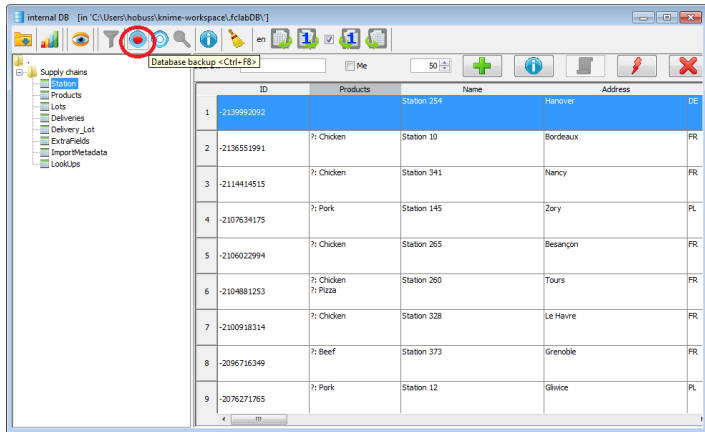 internal DB [in 'C:\Users\hobuss\knime-workspace\.fclabDB\']
en 1 1
Database backup <Ctrl+F8>
Me 50
.
Supply chains
Station
Products
Lots
Deliveries
Delivery_Lot
ExtraFields
ImportMetadata
LookUps
ID Products Name Address
1 -2139992092 Station 254 Hanover DE
2 -2136551991 ?: Chicken Station 10 Bordeaux FR
3 -2114414515 ?: Chicken Station 341 Nancy FR
4 -2107634175 ?: Pork Station 145 Żory PL
5 -2106022994 ?: Chicken Station 265 Besançon FR
6 -2104881253 ?: Chicken Station 260 Tours FR
?: Pizza
7 -2100918314 ?: Chicken Station 328 Le Havre FR
8 -2096716349 ?: Beef Station 373 Grenoble FR
9 -2076271765 ?: Pork Station 12 Gliwice PL